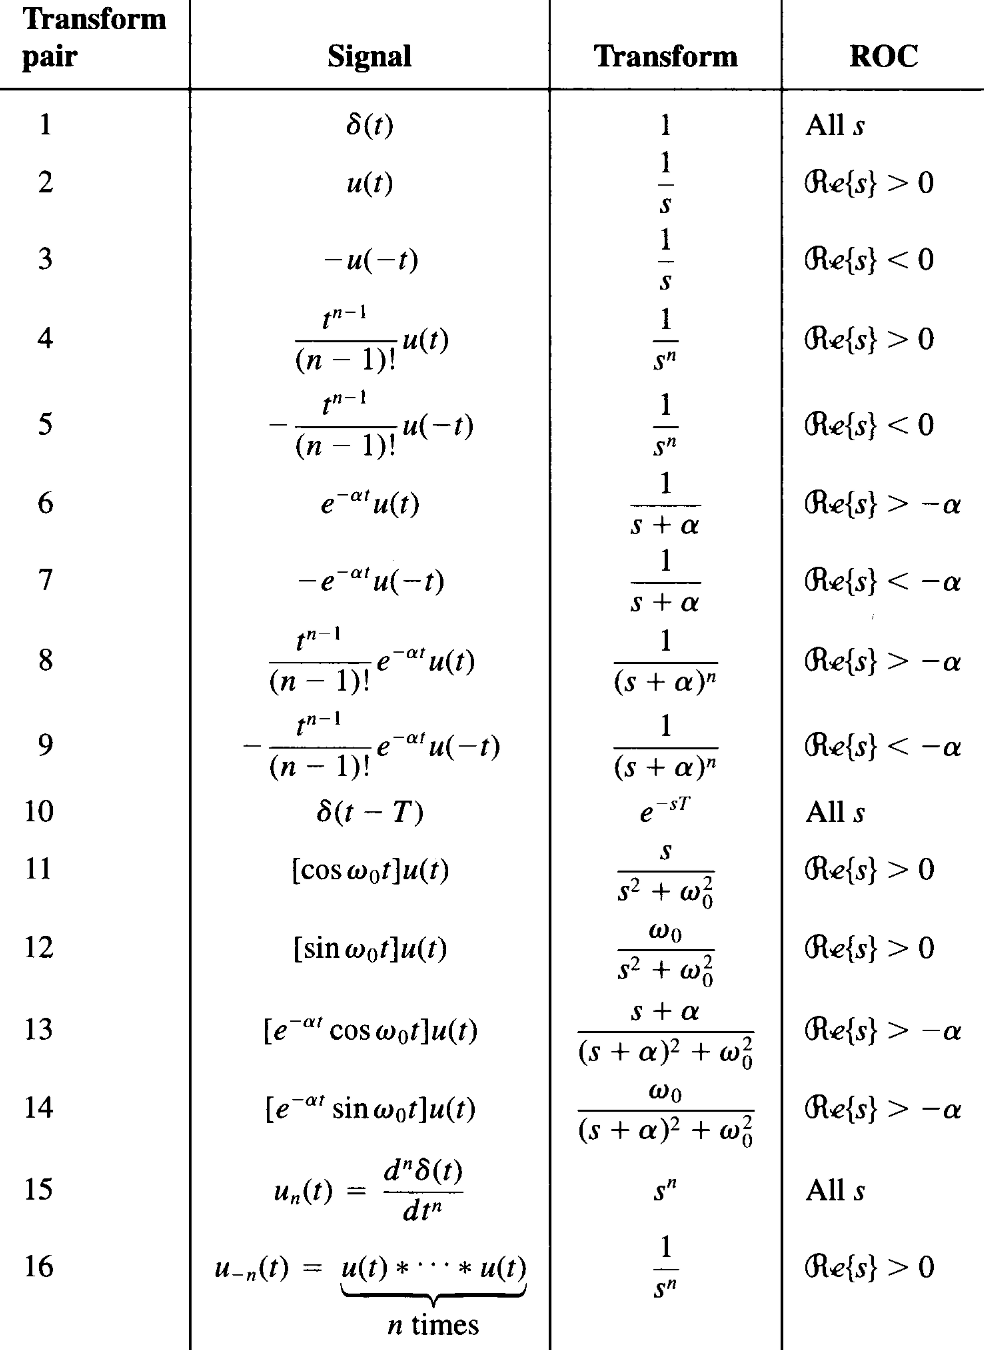 Transform pair | Signal | Transform | ROC
1 | δ(t) | 1 | All s
2 | u(t) | 1/s | ℛe{s} > 0
3 | −u(−t) | 1/s | ℛe{s} < 0
4 | t^{n−1}/(n − 1)! u(t) | 1/s^n | ℛe{s} > 0
5 | −t^{n−1}/(n − 1)! u(−t) | 1/s^n | ℛe{s} < 0
6 | e^{−αt}u(t) | 1/(s + α) | ℛe{s} > −α
7 | −e^{−αt}u(−t) | 1/(s + α) | ℛe{s} < −α
8 | t^{n−1}/(n − 1)! e^{−αt}u(t) | 1/(s + α)^n | ℛe{s} > −α
9 | −t^{n−1}/(n − 1)! e^{−αt}u(−t) | 1/(s + α)^n | ℛe{s} < −α
10 | δ(t − T) | e^{−sT} | All s
11 | [cos ω₀t]u(t) | s/(s² + ω₀²) | ℛe{s} > 0
12 | [sin ω₀t]u(t) | ω₀/(s² + ω₀²) | ℛe{s} > 0
13 | [e^{−αt} cos ω₀t]u(t) | (s + α)/((s + α)² + ω₀²) | ℛe{s} > −α
14 | [e^{−αt} sin ω₀t]u(t) | ω₀/((s + α)² + ω₀²) | ℛe{s} > −α
15 | u_n(t) = d^nδ(t)/dt^n | s^n | All s
16 | u_{−n}(t) = u(t) * ··· * u(t) | 1/s^n | ℛe{s} > 0
n times